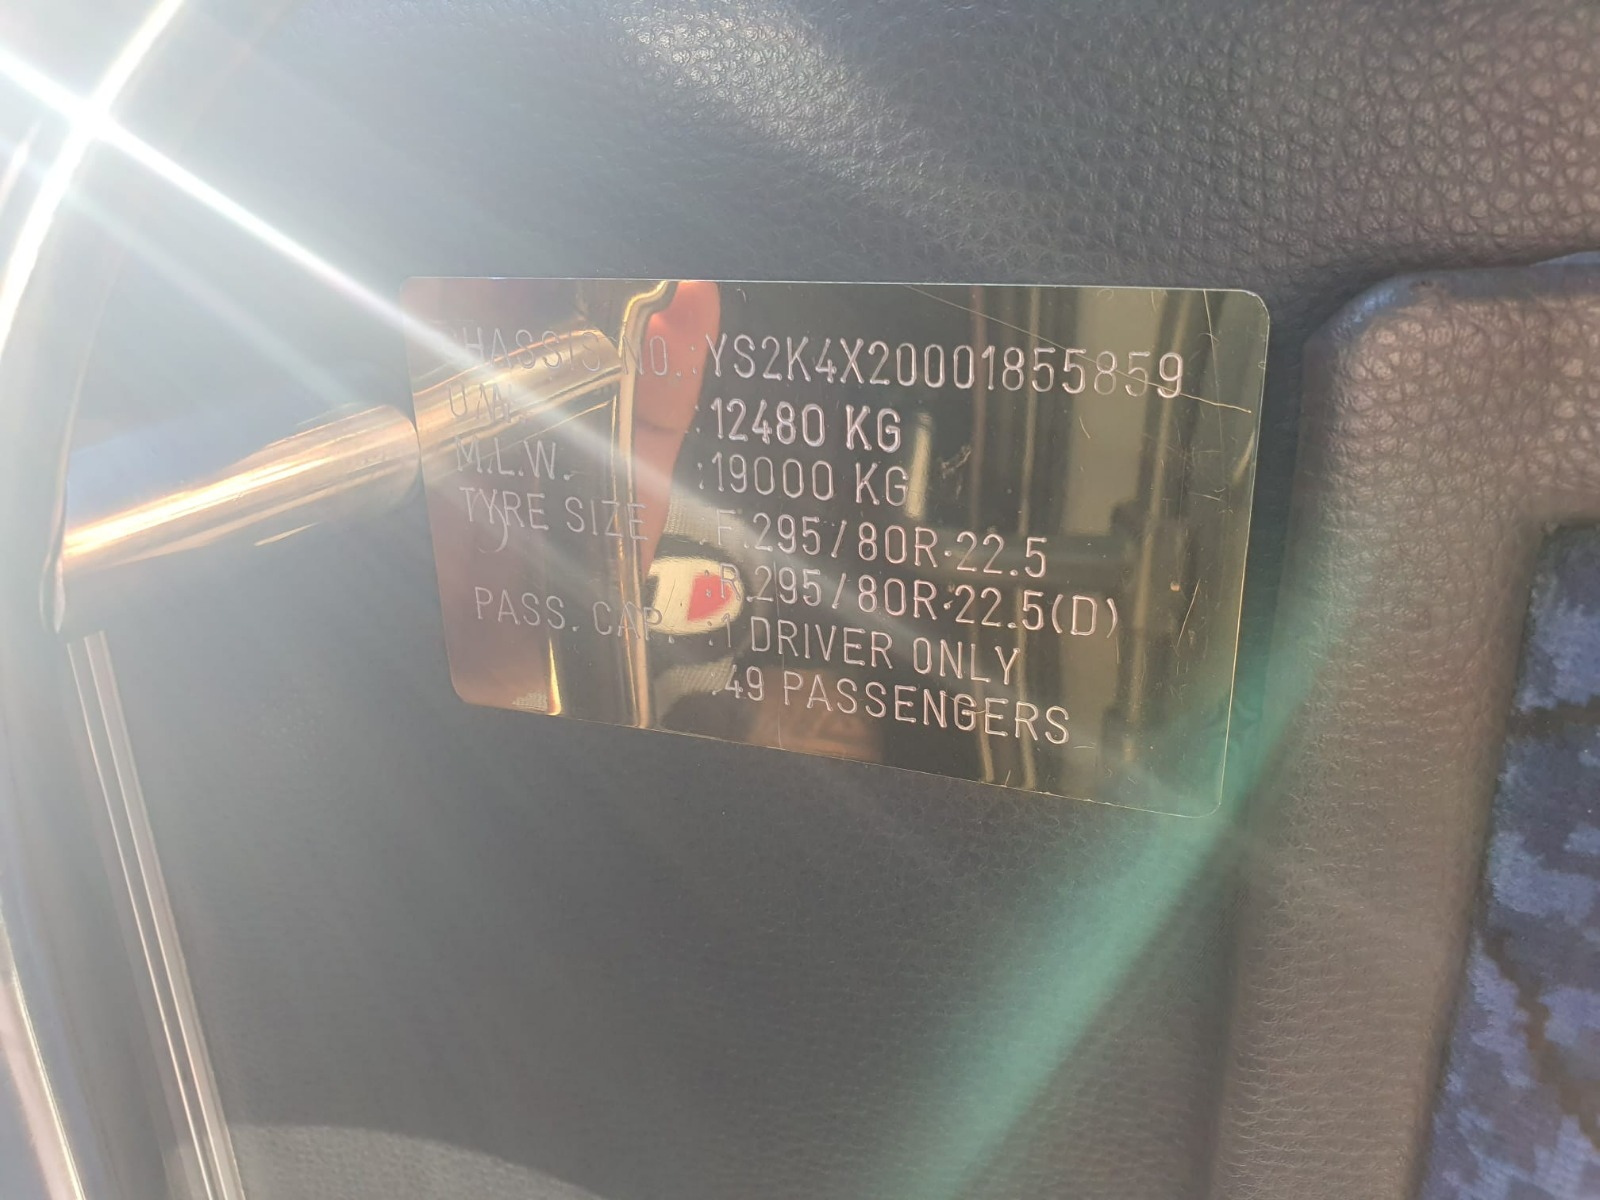 CHASSIS NO. :YS2K4X20001855859
U.W. :12480 KG
M.L.W. :19000 KG
TYRE SIZE :F.295/80R-22.5
:R.295/80R-22.5(D)
PASS. CAP. :1 DRIVER ONLY
:49 PASSENGERS